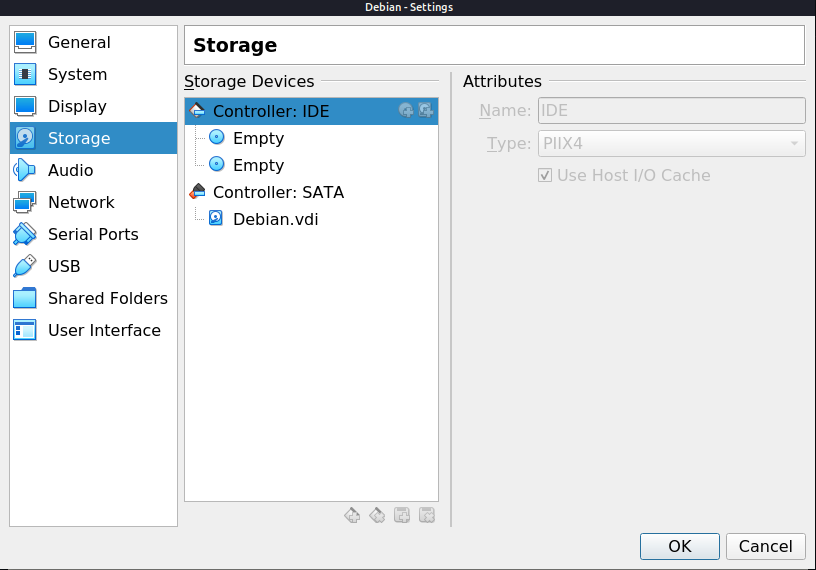 Debian - Settings
General
System
Display
Storage
Audio
Network
Serial Ports
USB
Shared Folders
User Interface
Storage
Storage Devices
Controller: IDE
Empty
Empty
Controller: SATA
Debian.vdi
Attributes
Name: IDE
Type: PIIX4
Use Host I/O Cache
OK Cancel